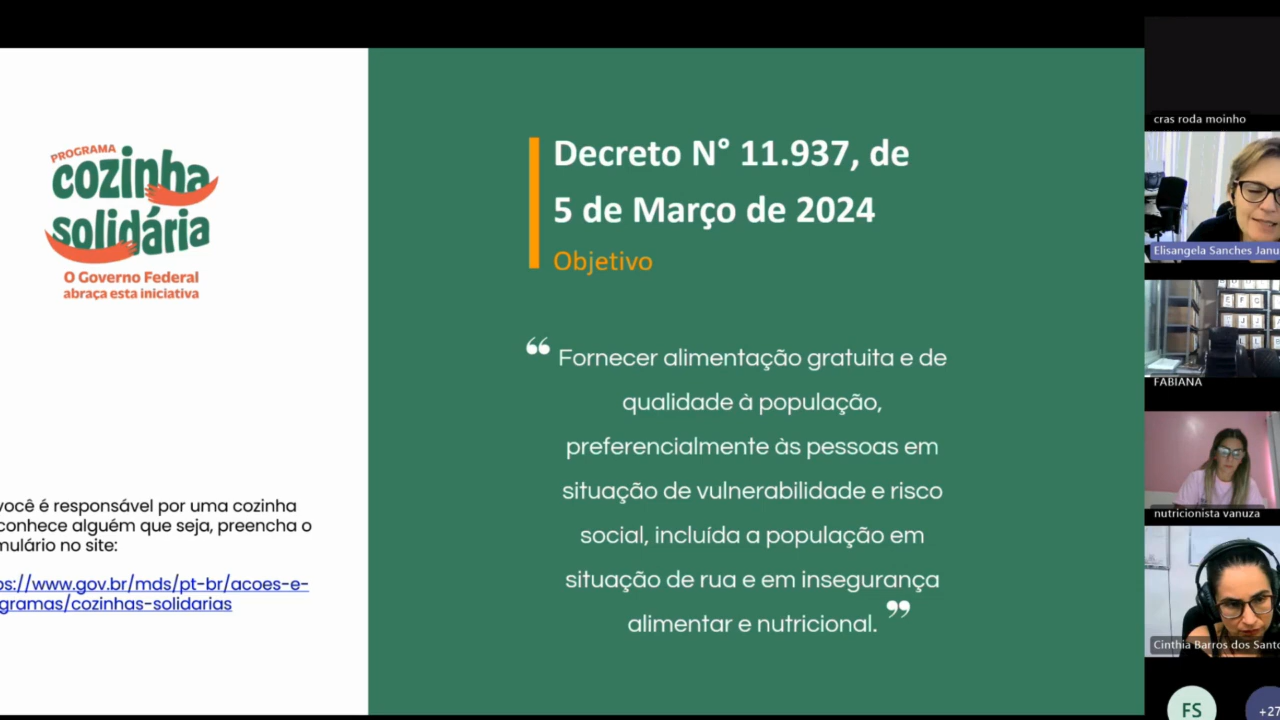 PROGRAMA
cozinha
solidária
O Governo Federal
abraça esta iniciativa
você é responsável por uma cozinha
conhece alguém que seja, preencha o
mulário no site:
ps://www.gov.br/mds/pt-br/acoes-e-
gramas/cozinhas-solidarias
Decreto N° 11.937, de
5 de Março de 2024
Objetivo
“ Fornecer alimentação gratuita e de
qualidade à população,
preferencialmente às pessoas em
situação de vulnerabilidade e risco
social, incluída a população em
situação de rua e em insegurança
alimentar e nutricional. ”
cras roda moinho
Elisangela Sanches Janu
FABIANA
nutricionista vanuza
Cinthia Barros dos Santo
FS
+27